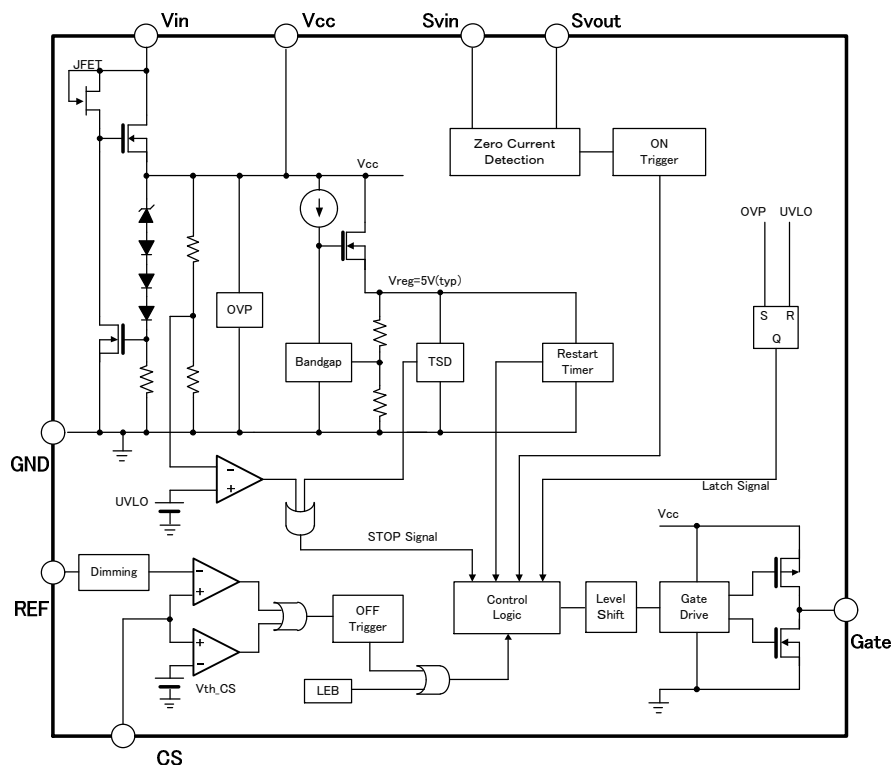 Vin
Vcc
Svin
Svout
JFET
Zero Current
Detection
ON
Trigger
Vcc
OVP UVLO
Vreg=5V(typ)
OVP
S R
Q
Bandgap
TSD
Restart
Timer
GND
UVLO
Latch Signal
STOP Signal
Vcc
Dimming
REF
Control
Logic
Level
Shift
Gate
Drive
OFF
Trigger
Gate
Vth_CS
LEB
CS